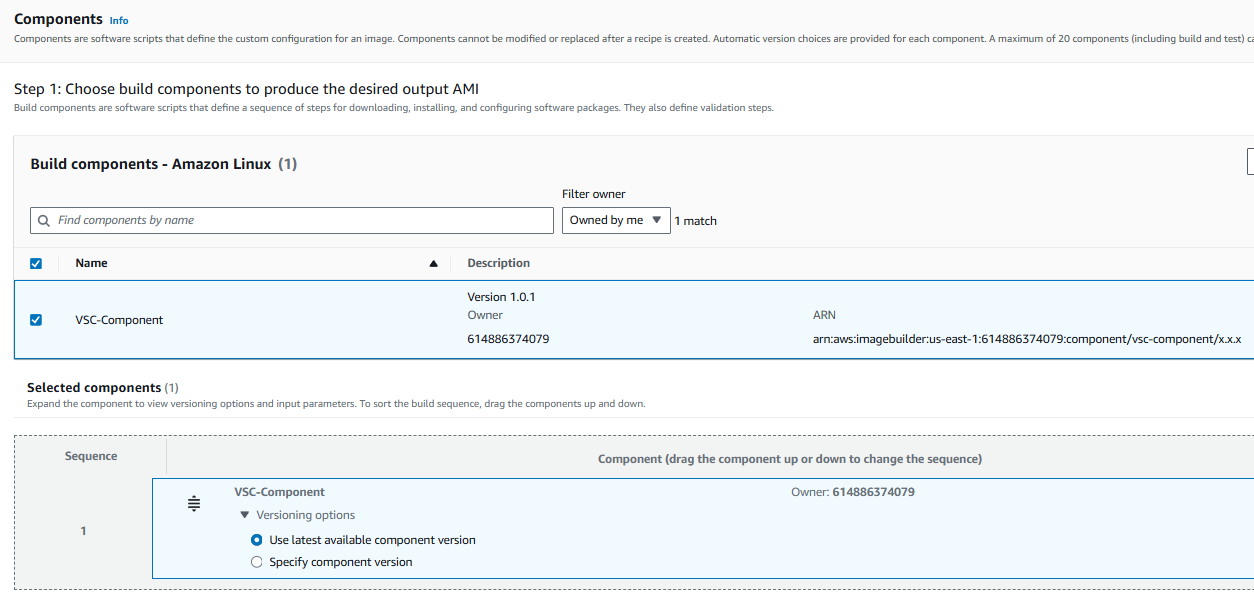 Components Info
Components are software scripts that define the custom configuration for an image. Components cannot be modified or replaced after a recipe is created. Automatic version choices are provided for each component. A maximum of 20 components (including build and test)
Step 1: Choose build components to produce the desired output AMI
Build components are software scripts that define a sequence of steps for downloading, installing, and configuring software packages. They also define validation steps.
Build components - Amazon Linux (1)
Filter owner
Find components by name
Owned by me
1 match
Name
Description
VSC-Component
Version 1.0.1
Owner
614886374079
ARN
arn:aws:imagebuilder:us-east-1:614886374079:component/vsc-component/x.x.x
Selected components (1)
Expand the component to view versioning options and input parameters. To sort the build sequence, drag the components up and down.
Sequence
Component (drag the component up or down to change the sequence)
1
VSC-Component
Owner: 614886374079
Versioning options
Use latest available component version
Specify component version